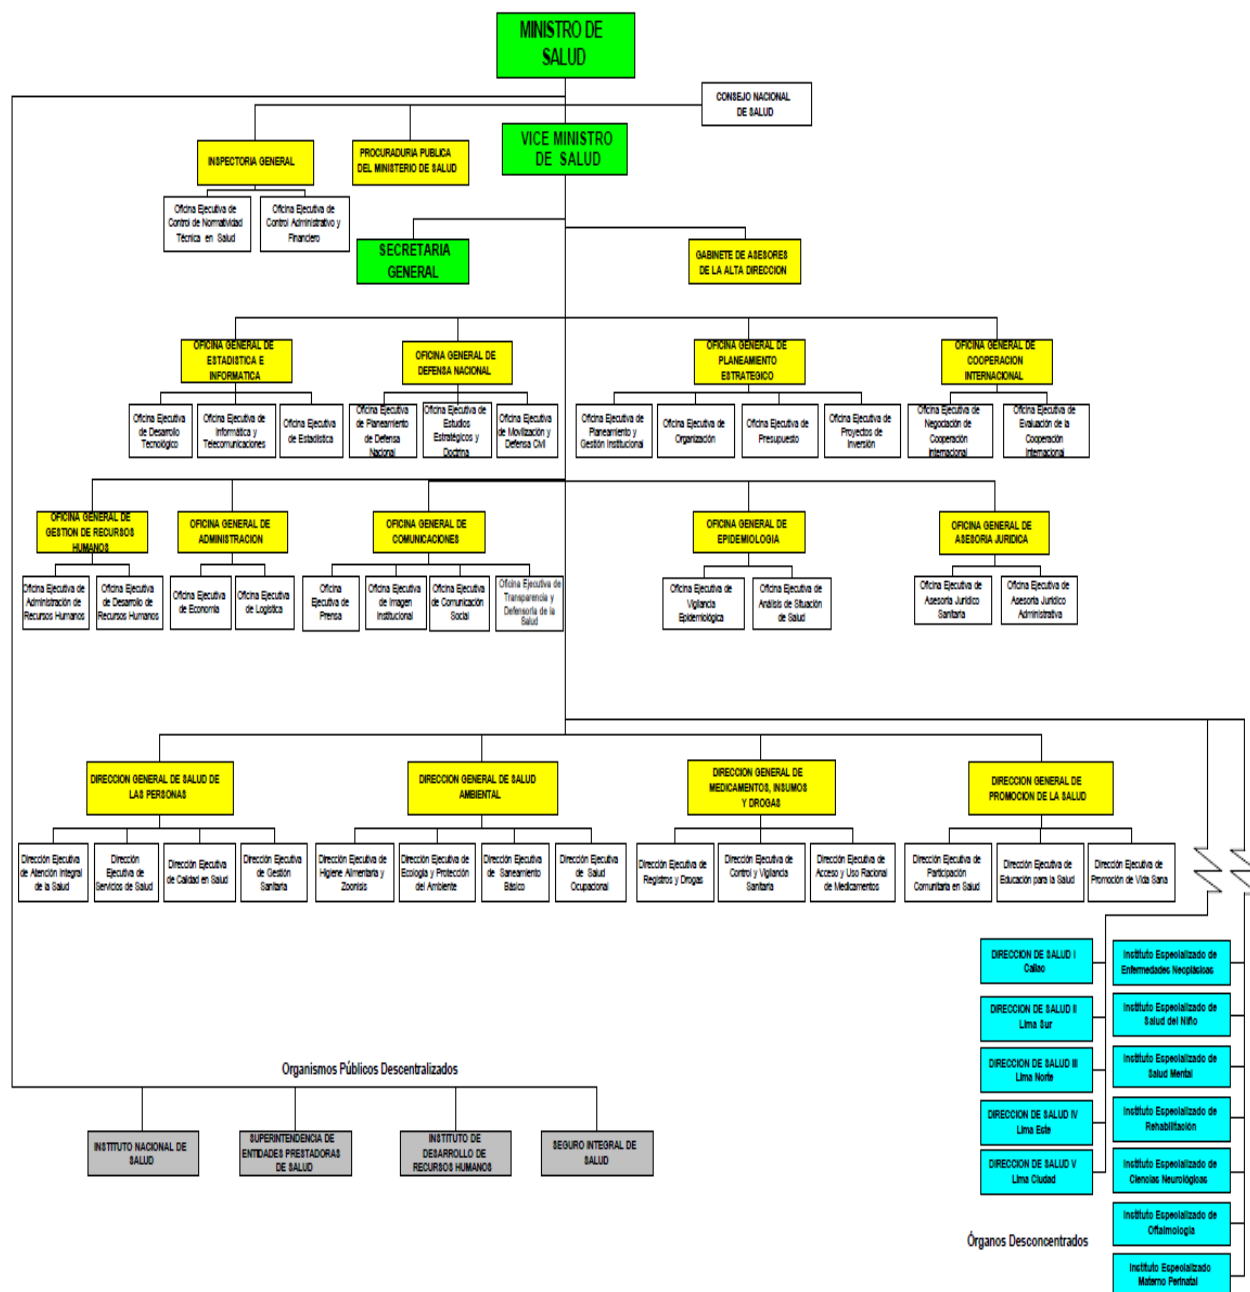 MINISTRO DE
SALUD
CONSEJO NACIONAL
DE SALUD
INSPECTORIA GENERAL
PROCURADURIA PUBLICA
DEL MINISTERIO DE SALUD
VICE MINISTRO
DE SALUD
Oficina Ejecutiva de
Control de Normatividad
Técnica en Salud
Oficina Ejecutiva de
Control Administrativo y
Financiero
SECRETARIA
GENERAL
GABINETE DE ASESORES
DE LA ALTA DIRECCION
OFICINA GENERAL DE
ESTADISTICA E
INFORMATICA
OFICINA GENERAL DE
DEFENSA NACIONAL
OFICINA GENERAL DE
PLANEAMIENTO
ESTRATEGICO
OFICINA GENERAL DE
COOPERACION
INTERNACIONAL
Oficina Ejecutiva
de Desarrollo
Tecnológico
Oficina Ejecutiva de
Informática y
Telecomunicaciones
Oficina Ejecutiva
de Estadística
Oficina Ejecutiva
de Planeamiento
de Defensa
Nacional
Oficina Ejecutiva de
Estudios
Estratégicos y
Doctrina
Oficina Ejecutiva
de Movilización y
Defensa Civil
Oficina Ejecutiva de
Planeamiento y
Gestión Institucional
Oficina Ejecutiva de
Organización
Oficina Ejecutiva de
Presupuesto
Oficina Ejecutiva de
Proyectos de
Inversión
Oficina Ejecutiva de
Negociación de
Cooperación
Internacional
Oficina Ejecutiva de
Evaluación de la
Cooperación
Internacional
OFICINA GENERAL DE
GESTION DE RECURSOS
HUMANOS
OFICINA GENERAL DE
ADMINISTRACION
OFICINA GENERAL DE
COMUNICACIONES
OFICINA GENERAL DE
EPIDEMIOLOGIA
OFICINA GENERAL DE
ASESORIA JURIDICA
Oficina Ejecutiva de
Administración de
Recursos Humanos
Oficina Ejecutiva de
Desarrollo de
Recursos Humanos
Oficina Ejecutiva
de Economía
Oficina Ejecutiva
de Logística
Oficina
Ejecutiva de
Prensa
Oficina Ejecutiva
de Imagen
Institucional
Oficina Ejecutiva
de Comunicación
Social
Oficina Ejecutiva de
Transparencia y
Defensoría de la
Salud
Oficina Ejecutiva de
Vigilancia
Epidemiológica
Oficina Ejecutiva de
Análisis de Situación
de Salud
Oficina Ejecutiva de
Asesoría Jurídico
Sanitaria
Oficina Ejecutiva de
Asesoría Jurídico
Administrativa
DIRECCION GENERAL DE SALUD DE
LAS PERSONAS
DIRECCION GENERAL DE SALUD
AMBIENTAL
DIRECCION GENERAL DE
MEDICAMENTOS, INSUMOS
Y DROGAS
DIRECCION GENERAL DE
PROMOCION DE LA SALUD
Dirección Ejecutiva
de Atención Integral
de la Salud
Dirección
Ejecutiva de
Servicios de Salud
Dirección Ejecutiva
de Calidad en Salud
Dirección Ejecutiva
de Gestión
Sanitaria
Dirección Ejecutiva de
Higiene Alimentaria y
Zoonisis
Dirección Ejecutiva de
Ecología y Protección
del Ambiente
Dirección Ejecutiva
de Saneamiento
Básico
Dirección Ejecutiva
de Salud
Ocupacional
Dirección Ejecutiva de
Registros y Drogas
Dirección Ejecutiva de
Control y Vigilancia
Sanitaria
Dirección Ejecutiva de
Acceso y Uso Racional
de Medicamentos
Dirección Ejecutiva de
Participación
Comunitaria en Salud
Dirección Ejecutiva de
Educación para la Salud
Dirección Ejecutiva de
Promoción de Vida Sana
DIRECCION DE SALUD I
Callao
Instituto Especializado de
Enfermedades Neoplásicas
DIRECCION DE SALUD II
Lima Sur
Instituto Especializado de
Salud del Niño
DIRECCION DE SALUD III
Lima Norte
Instituto Especializado de
Salud Mental
DIRECCION DE SALUD IV
Lima Este
Instituto Especializado de
Rehabilitación
DIRECCION DE SALUD V
Lima Ciudad
Instituto Especializado de
Ciencias Neurológicas
Instituto Especializado de
Oftalmología
Instituto Especializado
Materno Perinatal
Órganos Desconcentrados
Organismos Públicos Descentralizados
INSTITUTO NACIONAL DE
SALUD
SUPERINTENDENCIA DE
ENTIDADES PRESTADORAS
DE SALUD
INSTITUTO DE
DESARROLLO DE
RECURSOS HUMANOS
SEGURO INTEGRAL DE
SALUD